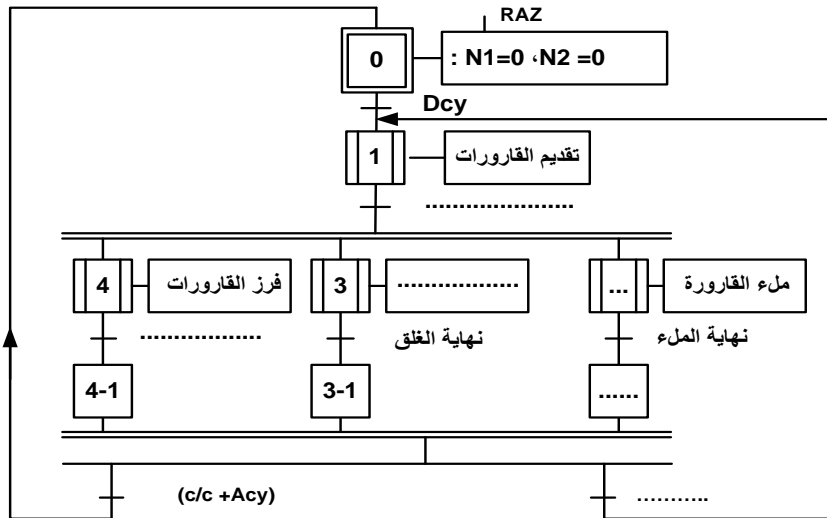 RAZ
0
: N1=0 ،N2 =0
Dcy
1
تقديم القارورات
......................
4
فرز القارورات
3
..................
...
ملء القارورة
..................
نهاية الغلق
نهاية الملء
4-1
3-1
......
(c/c +Acy)
...........